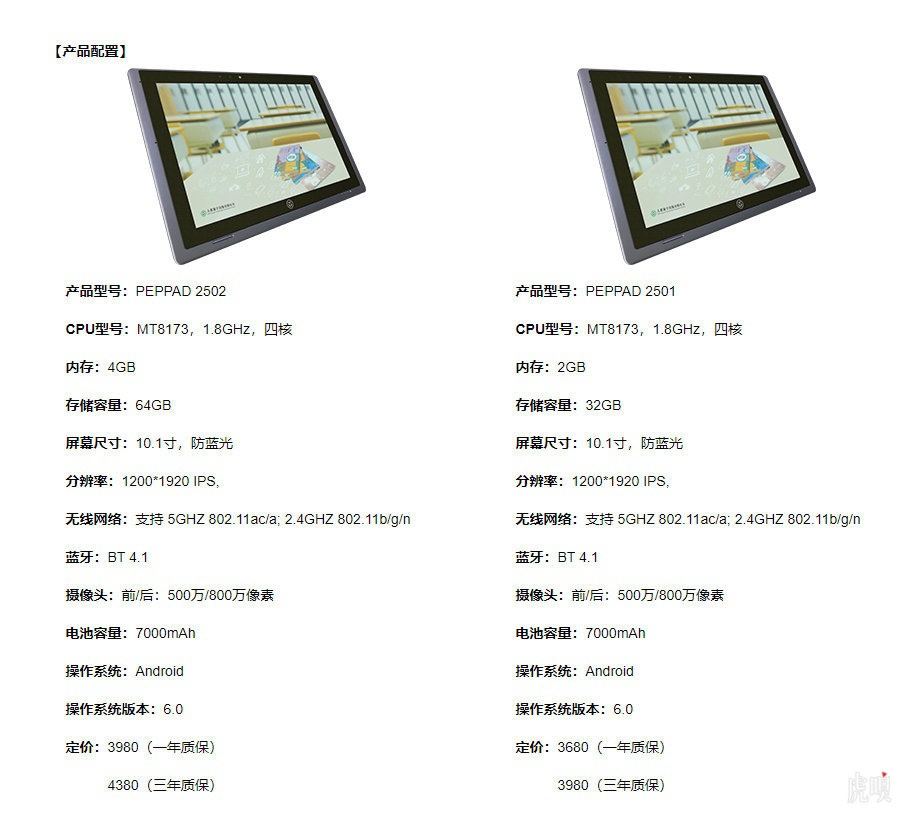 【产品配置】
产品型号：PEPPAD 2502
CPU型号：MT8173，1.8GHz，四核
内存：4GB
存储容量：64GB
屏幕尺寸：10.1寸，防蓝光
分辨率：1200*1920 IPS,
无线网络：支持 5GHZ 802.11ac/a; 2.4GHZ 802.11b/g/n
蓝牙：BT 4.1
摄像头：前/后：500万/800万像素
电池容量：7000mAh
操作系统：Android
操作系统版本：6.0
定价：3980（一年质保）
4380（三年质保）
产品型号：PEPPAD 2501
CPU型号：MT8173，1.8GHz，四核
内存：2GB
存储容量：32GB
屏幕尺寸：10.1寸，防蓝光
分辨率：1200*1920 IPS,
无线网络：支持 5GHZ 802.11ac/a; 2.4GHZ 802.11b/g/n
蓝牙：BT 4.1
摄像头：前/后：500万/800万像素
电池容量：7000mAh
操作系统：Android
操作系统版本：6.0
定价：3680（一年质保）
3980（三年质保）
虎呗